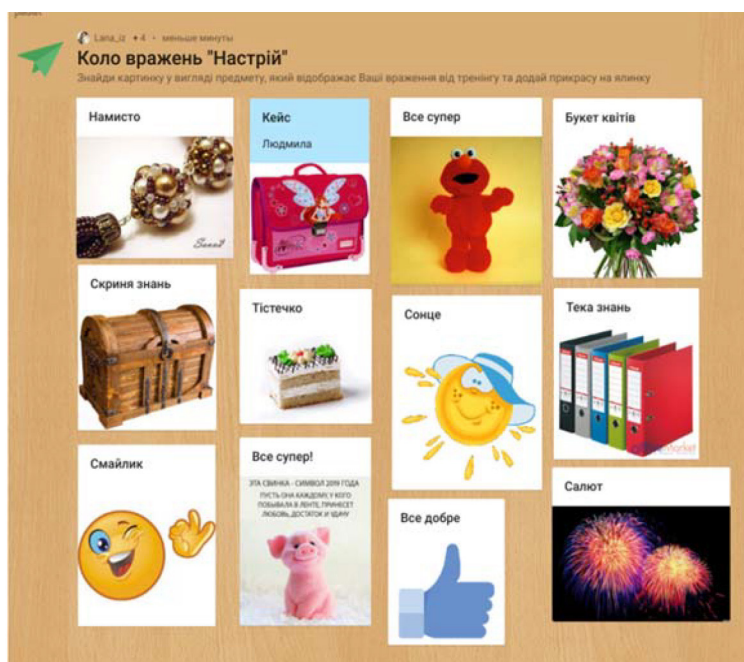 Lana_iz +4 • меньше минуты
Коло вражень "Настрій"
Знайди картинку у вигляді предмету, який відображає Ваші враження від тренінгу та додай прикрасу на ялинку
Намисто
Кейс
Людмила
Все супер
Букет квітів
Скриня знань
Тістечко
Сонце
Тека знань
Смайлик
Все супер!
ЭТА СВИНКА - СИМВОЛ 2019 ГОДА
ПУСТЬ ОНА КАЖДОМУ, У КОГО
ПОБЫВАЛА В ЛЕНТЕ, ПРИНЕСЕТ
ЛЮБОВЬ, ДОСТАТОК И УДАЧУ
Все добре
Салют